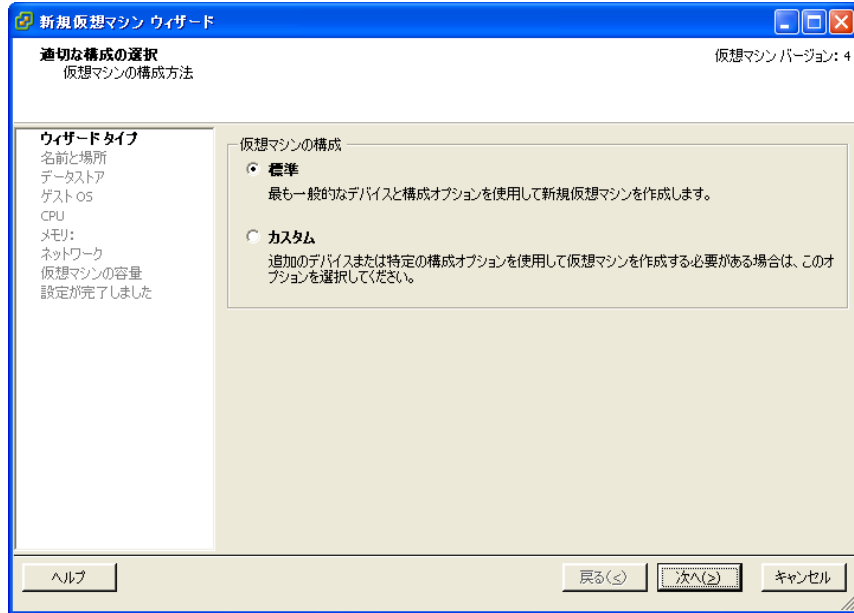 新規仮想マシン ウィザード
適切な構成の選択
仮想マシンの構成方法
仮想マシン バージョン: 4
ウィザード タイプ
名前と場所
データストア
ゲスト OS
CPU
メモリ:
ネットワーク
仮想マシンの容量
設定が完了しました
仮想マシンの構成
標準
最も一般的なデバイスと構成オプションを使用して新規仮想マシンを作成します。
カスタム
追加のデバイスまたは特定の構成オプションを使用して仮想マシンを作成する必要がある場合は、このオ
プションを選択してください。
ヘルプ
戻る(<)
次へ(>)
キャンセル